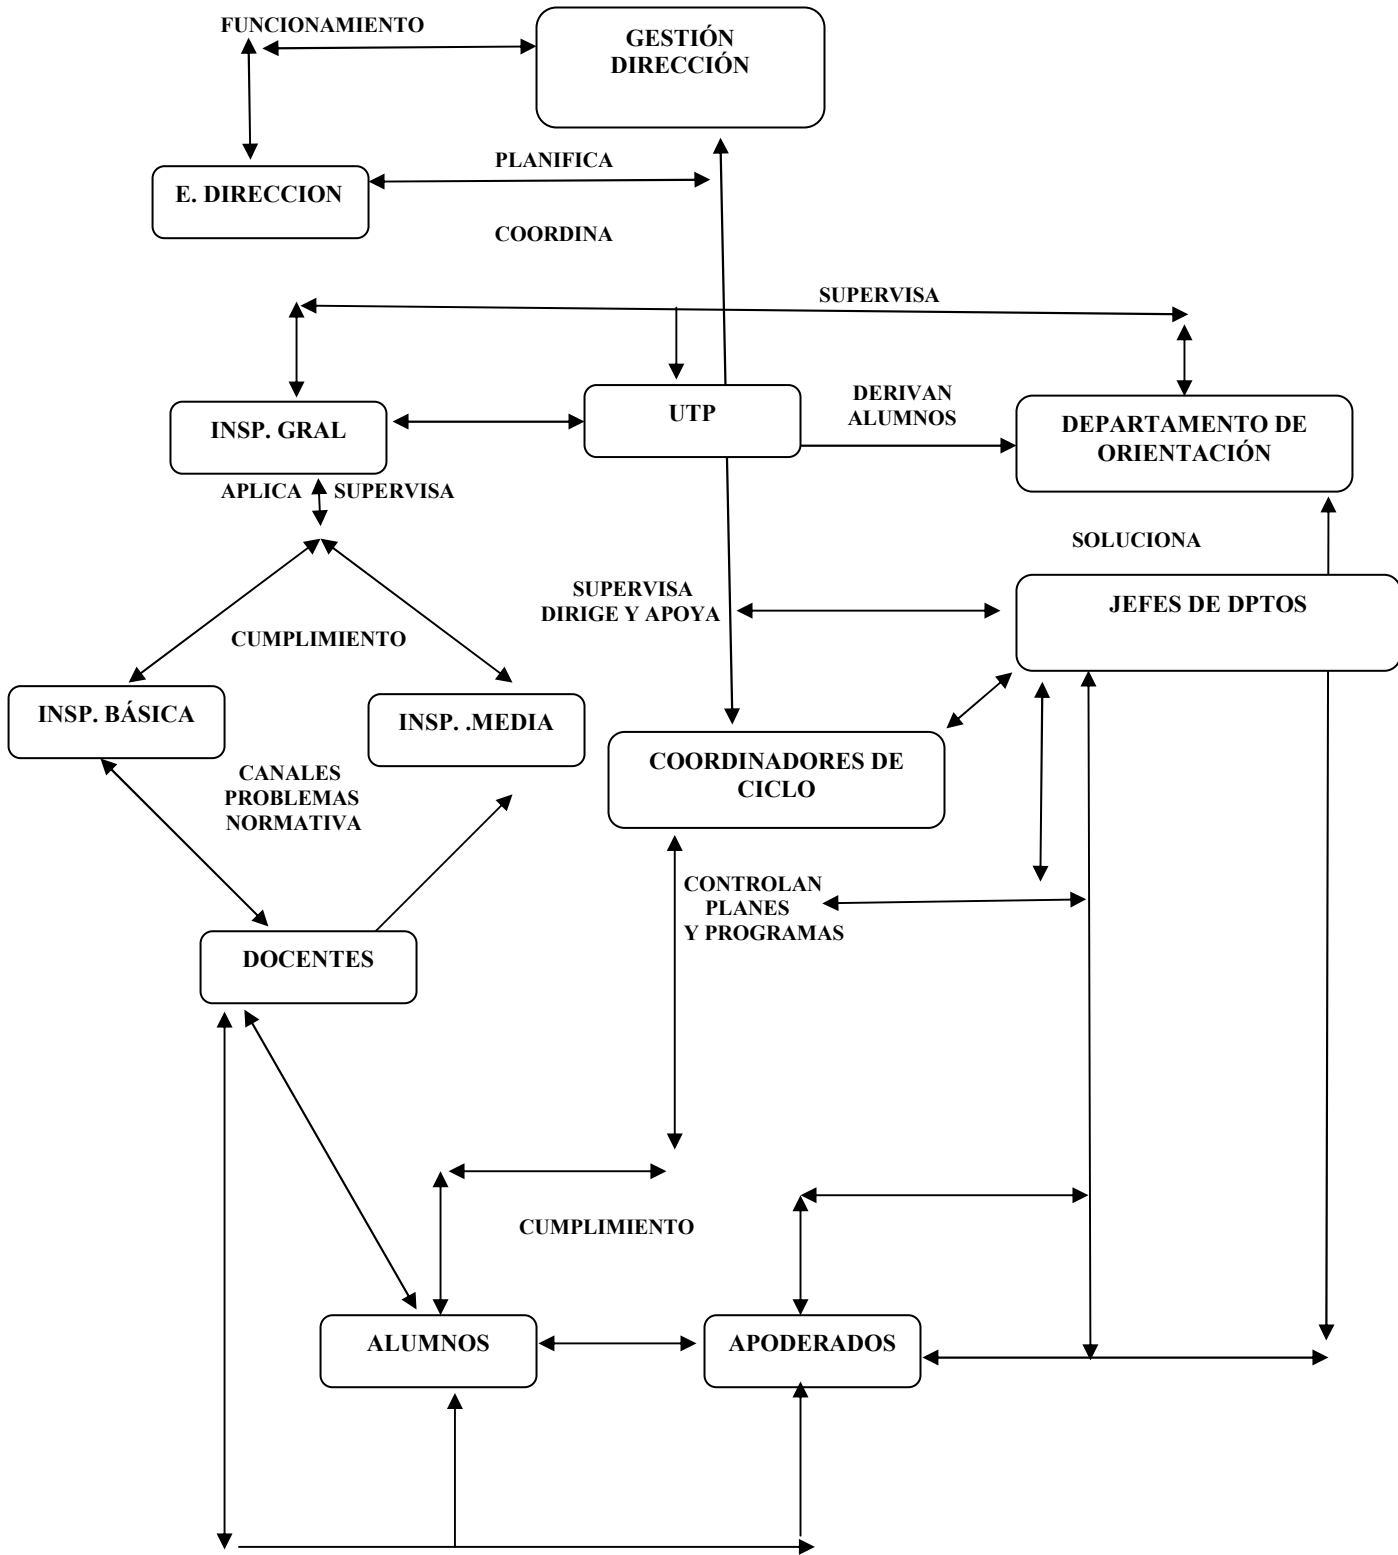 FUNCIONAMIENTO
GESTIÓN
DIRECCIÓN
PLANIFICA
E. DIRECCION
COORDINA
SUPERVISA
DERIVAN
ALUMNOS
INSP. GRAL
UTP
DEPARTAMENTO DE
ORIENTACIÓN
APLICA
SUPERVISA
SOLUCIONA
SUPERVISA
DIRIGE Y APOYA
JEFES DE DPTOS
CUMPLIMIENTO
INSP. BÁSICA
INSP. .MEDIA
COORDINADORES DE
CICLO
CANALES
PROBLEMAS
NORMATIVA
CONTROLAN
PLANES
Y PROGRAMAS
DOCENTES
CUMPLIMIENTO
ALUMNOS
APODERADOS